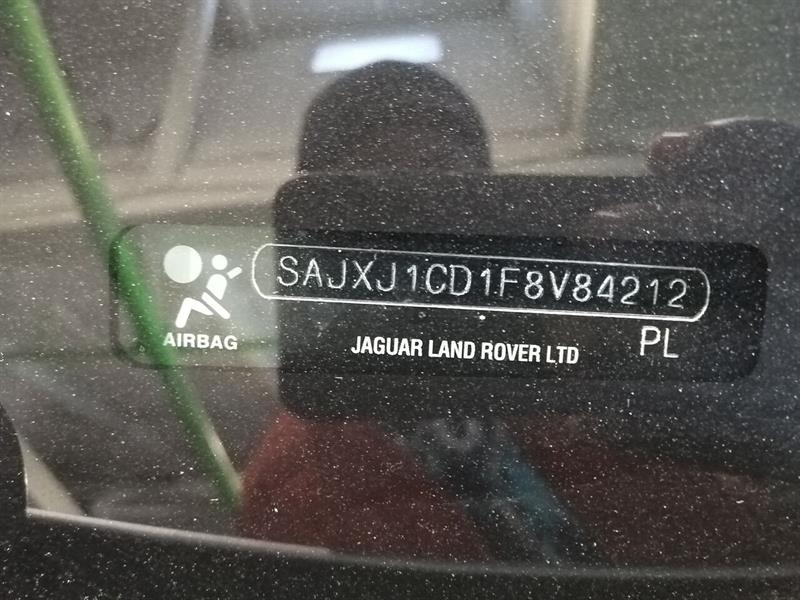 SAJXJ1CD1F8V84212
AIRBAG
JAGUAR LAND ROVER LTD
PL